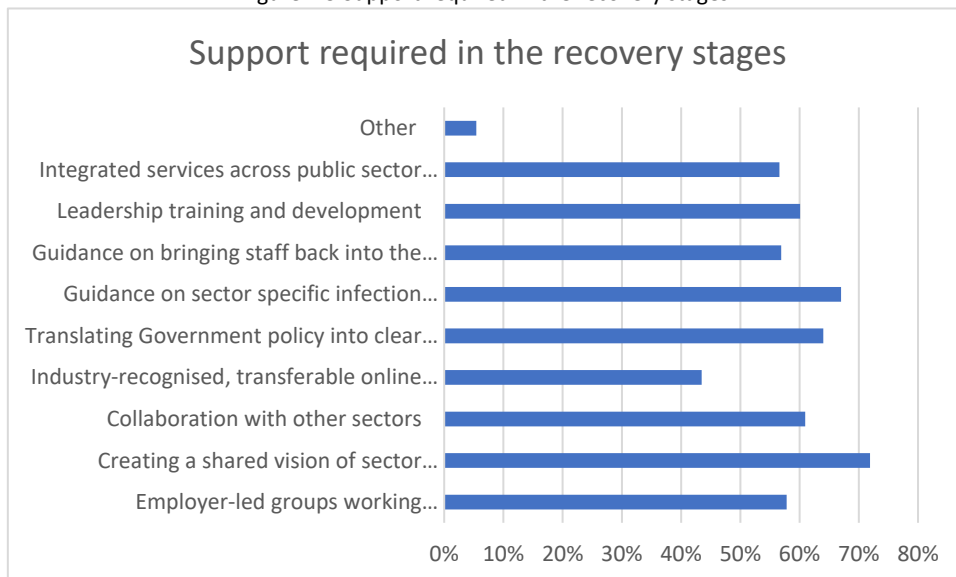 Support required in the recovery stages
Other
Integrated services across public sector...
Leadership training and development
Guidance on bringing staff back into the...
Guidance on sector specific infection...
Translating Government policy into clear...
Industry-recognised, transferable online...
Collaboration with other sectors
Creating a shared vision of sector...
Employer-led groups working...
0% 10% 20% 30% 40% 50% 60% 70% 80%